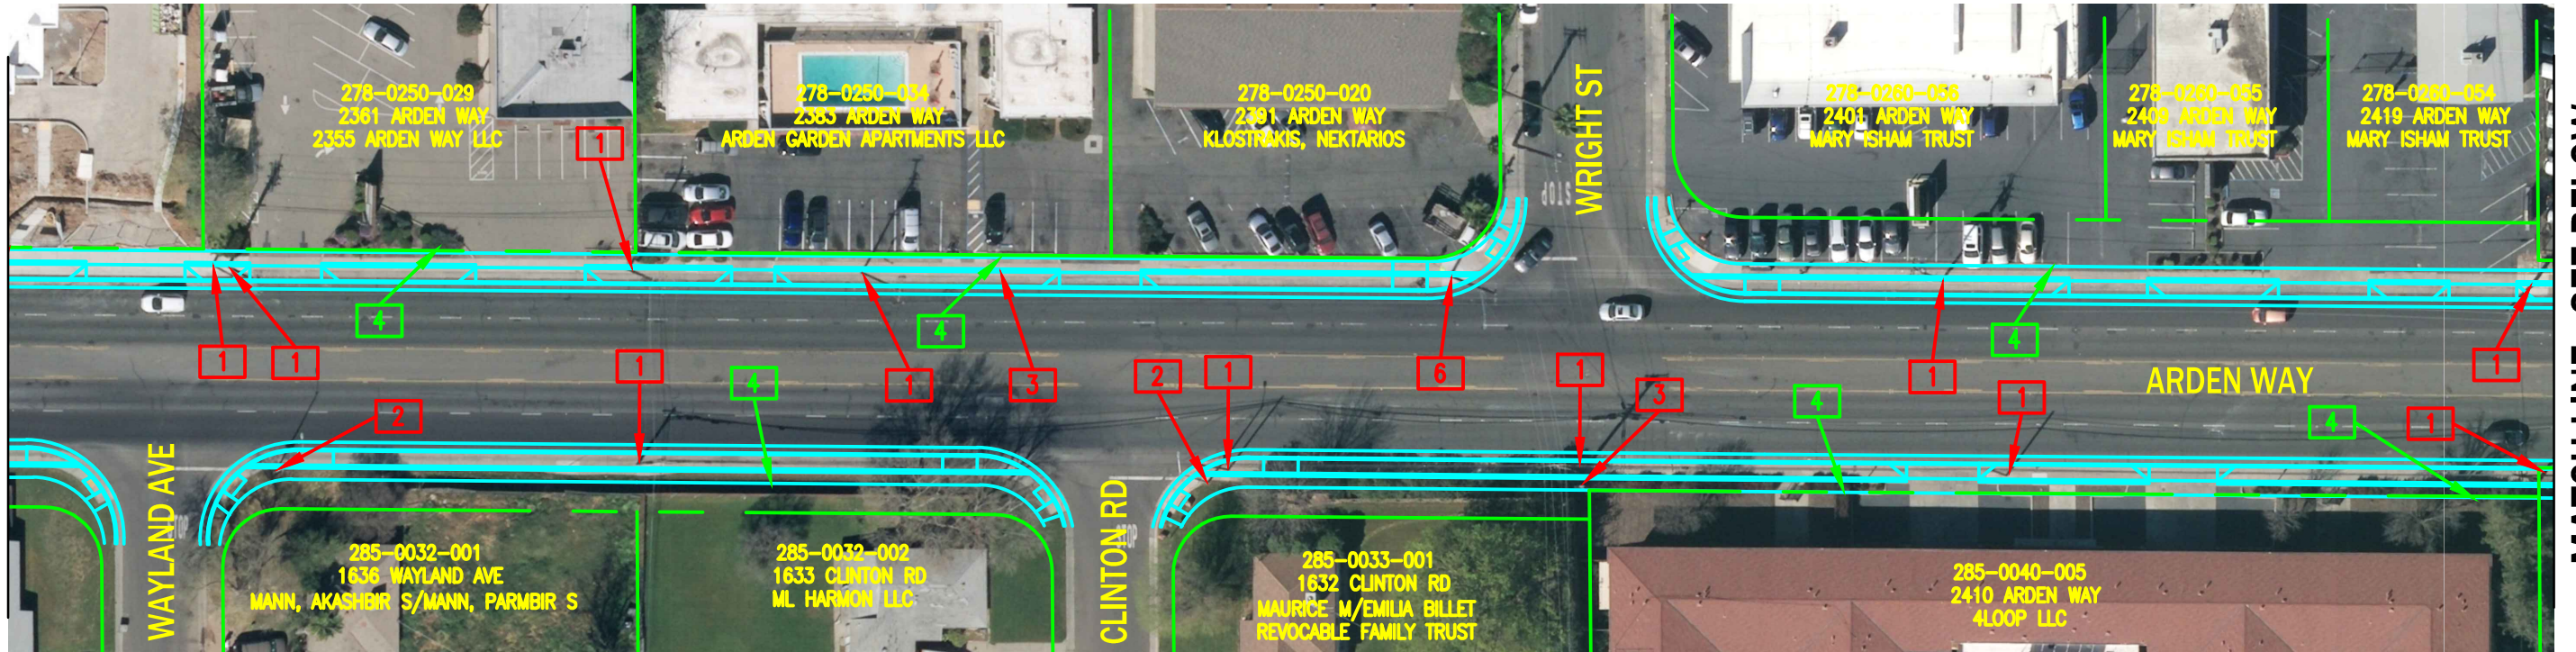 278-0250-029
2361 ARDEN WAY
2355 ARDEN WAY LLC
278-0250-034
2383 ARDEN WAY
ARDEN GARDEN APARTMENTS LLC
278-0250-020
2391 ARDEN WAY
KLOSTRAKIS, NEKTARIOS
WRIGHT ST
278-0260-056
2401 ARDEN WAY
MARY ISHAM TRUST
278-0260-055
2409 ARDEN WAY
MARY ISHAM TRUST
278-0260-054
2419 ARDEN WAY
MARY ISHAM TRUST
1
STOP
4
4
4
1
1
1
4
1
3
2
1
6
1
3
1
4
1
ARDEN WAY
1
4
1
2
WAYLAND AVE
CLINTON RD
STOP
285-0032-001
1636 WAYLAND AVE
MANN, AKASHBIR S/MANN, PARMBIR S
285-0032-002
1633 CLINTON RD
ML HARMON LLC
285-0033-001
1632 CLINTON RD
MAURICE M/EMILIA BILLET
REVOCABLE FAMILY TRUST
285-0040-005
2410 ARDEN WAY
4LOOP LLC